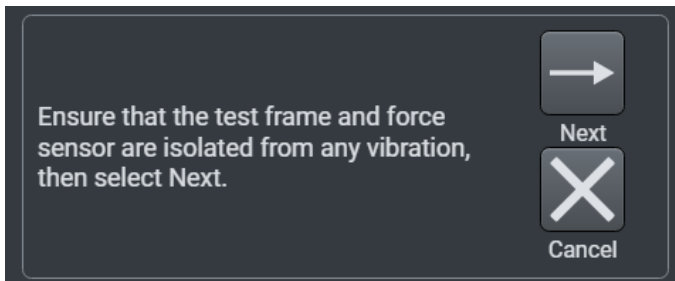 Ensure that the test frame and force
sensor are isolated from any vibration,
then select Next.
Next
Cancel